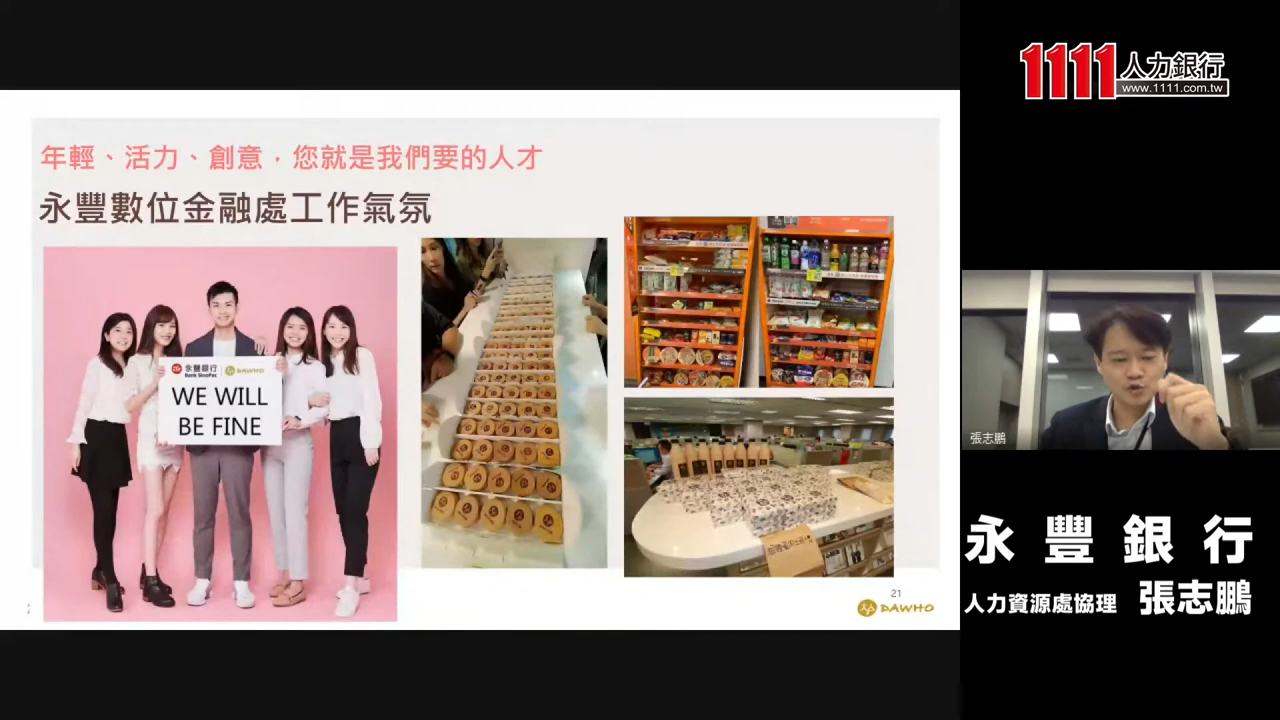 年輕、活力、創意，您就是我們要的人才
永豐數位金融處工作氣氛
永豐銀行
Bank SinoPac
DAWHO
WE WILL
BE FINE
21
DAWHO
1111人力銀行
www.1111.com.tw
張志鵬
永豐銀行
人力資源處協理 張志鵬